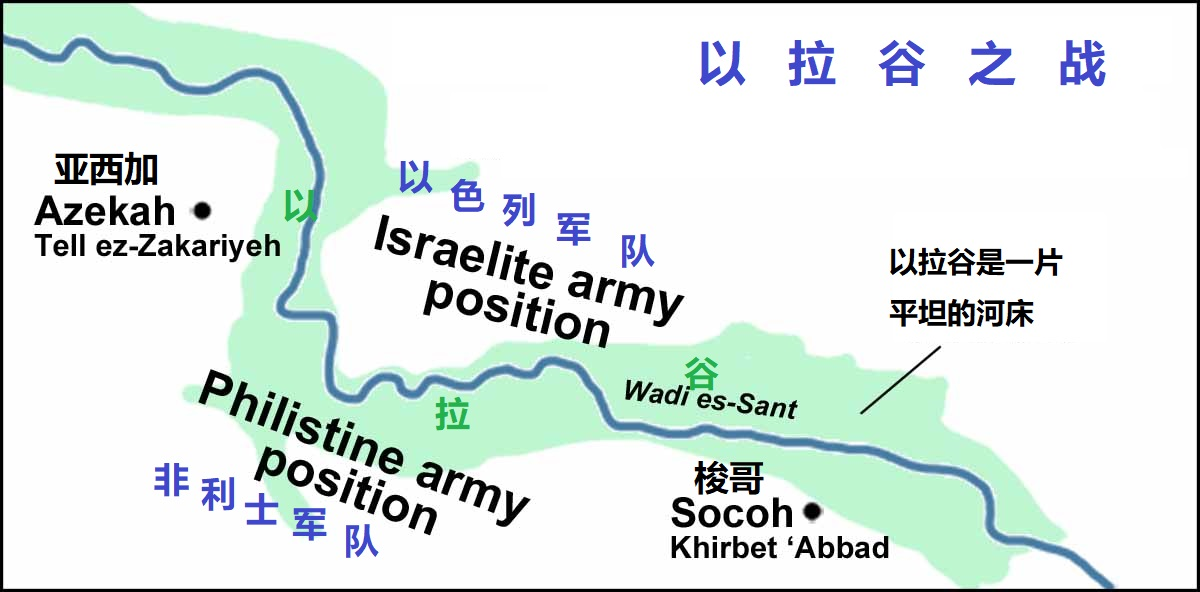 以拉谷之战
亚西加
Azekah
Tell ez-Zakariyeh
以色列军队
Israelite army
position
以拉谷是一片
平坦的河床
以
拉
谷
Wadi es-Sant
Philistine army
position
非利士军队
梭哥
Socoh
Khirbet ‘Abbad